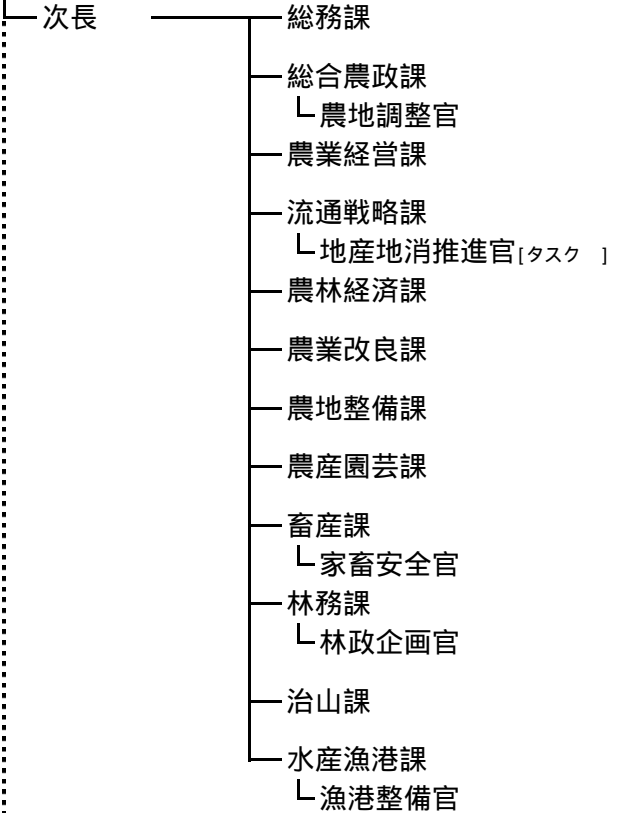 次長 総務課
総合農政課
農地調整官
農業経営課
流通戦略課
地産地消推進官[タスク ]
農林経済課
農業改良課
農地整備課
農産園芸課
畜産課
家畜安全官
林務課
林政企画官
治山課
水産漁港課
漁港整備官